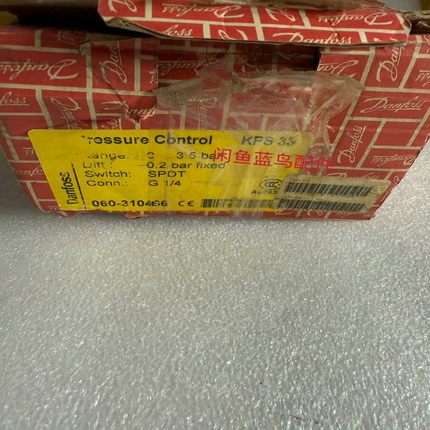 Danfoss
Pressure Control KPS 33
Range: 0 3.5 bar
Diff.: 0.2 bar fixed
Switch: SPDT
Conn.: G 1/4
060-310466 CE
Danfoss
闲鱼蓝鸟配件